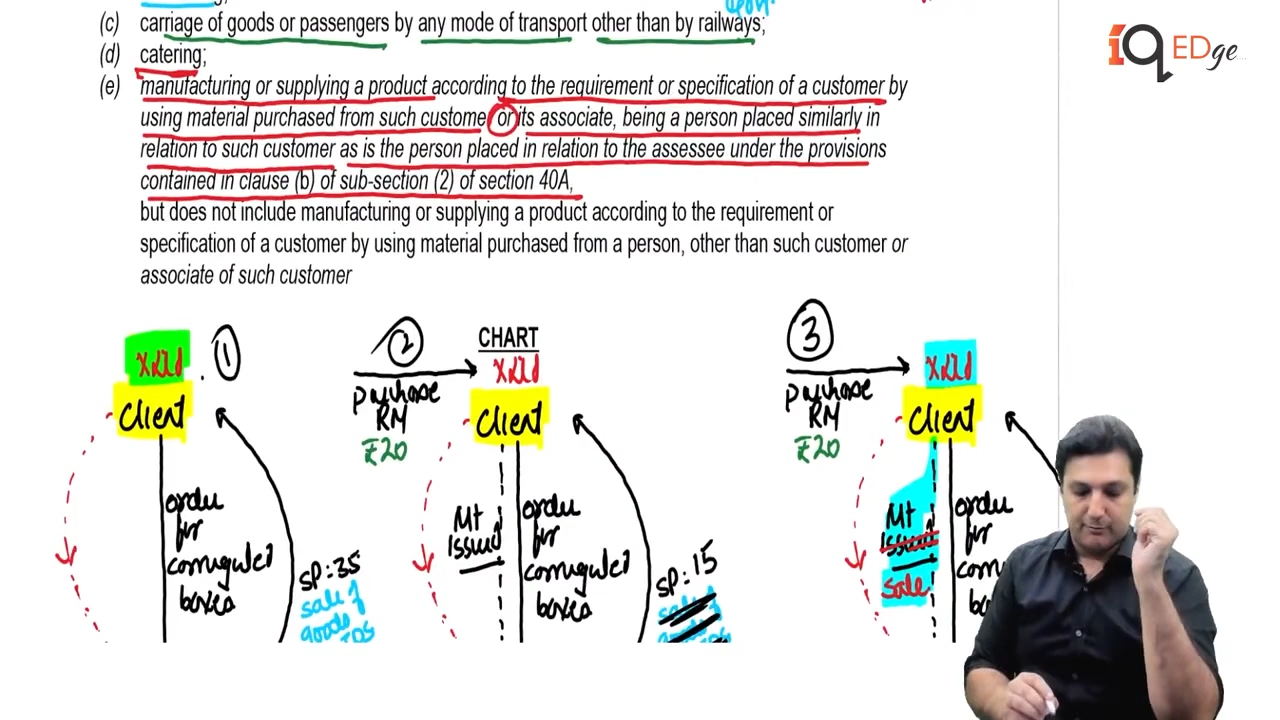 iQ EDge
(c) carriage of goods or passengers by any mode of transport other than by railways;
(d) catering;
(e) manufacturing or supplying a product according to the requirement or specification of a customer by
using material purchased from such custome or its associate, being a person placed similarly in
relation to such customer as is the person placed in relation to the assessee under the provisions
contained in clause (b) of sub-section (2) of section 40A,
but does not include manufacturing or supplying a product according to the requirement or
specification of a customer by using material purchased from a person, other than such customer or
associate of such customer
X Ltd 1
Client
order
for
corrugated
boxes
SP:35
sale of
goods
2
purchase
RM
₹20
CHART
X Ltd
Client
Mt
Issued
order
for
corrugated
boxes
SP:15
3
purchase
RM
₹20
X Ltd
Client
Mt
Issued
Sale
order
for